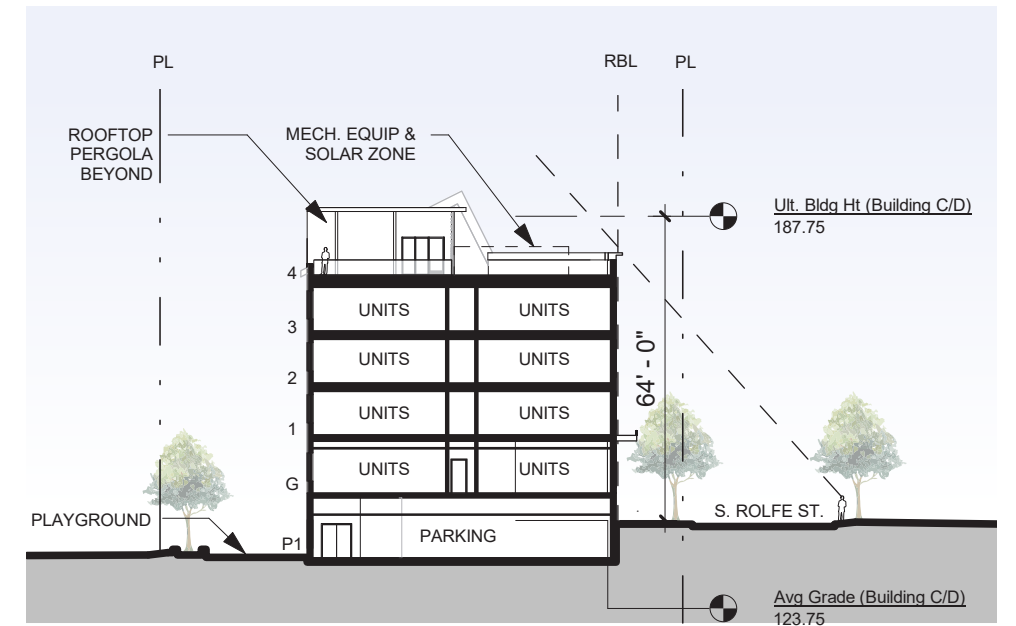 PL
RBL
PL
ROOFTOP
PERGOLA
BEYOND
MECH. EQUIP &
SOLAR ZONE
Ult. Bldg Ht (Building C/D)
187.75
4
UNITS
UNITS
3
UNITS
UNITS
2
UNITS
UNITS
1
UNITS
UNITS
G
64' - 0"
S. ROLFE ST.
PLAYGROUND
P1
PARKING
Avg Grade (Building C/D)
123.75